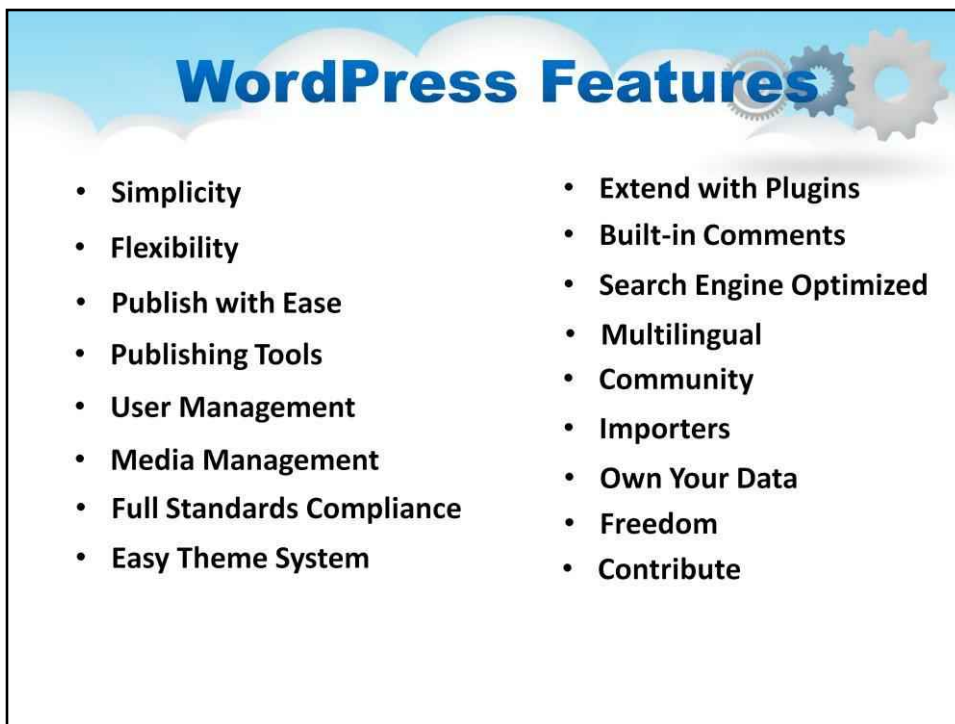 WordPress Features
• Simplicity
• Flexibility
• Publish with Ease
• Publishing Tools
• User Management
• Media Management
• Full Standards Compliance
• Easy Theme System
• Extend with Plugins
• Built-in Comments
• Search Engine Optimized
• Multilingual
• Community
• Importers
• Own Your Data
• Freedom
• Contribute